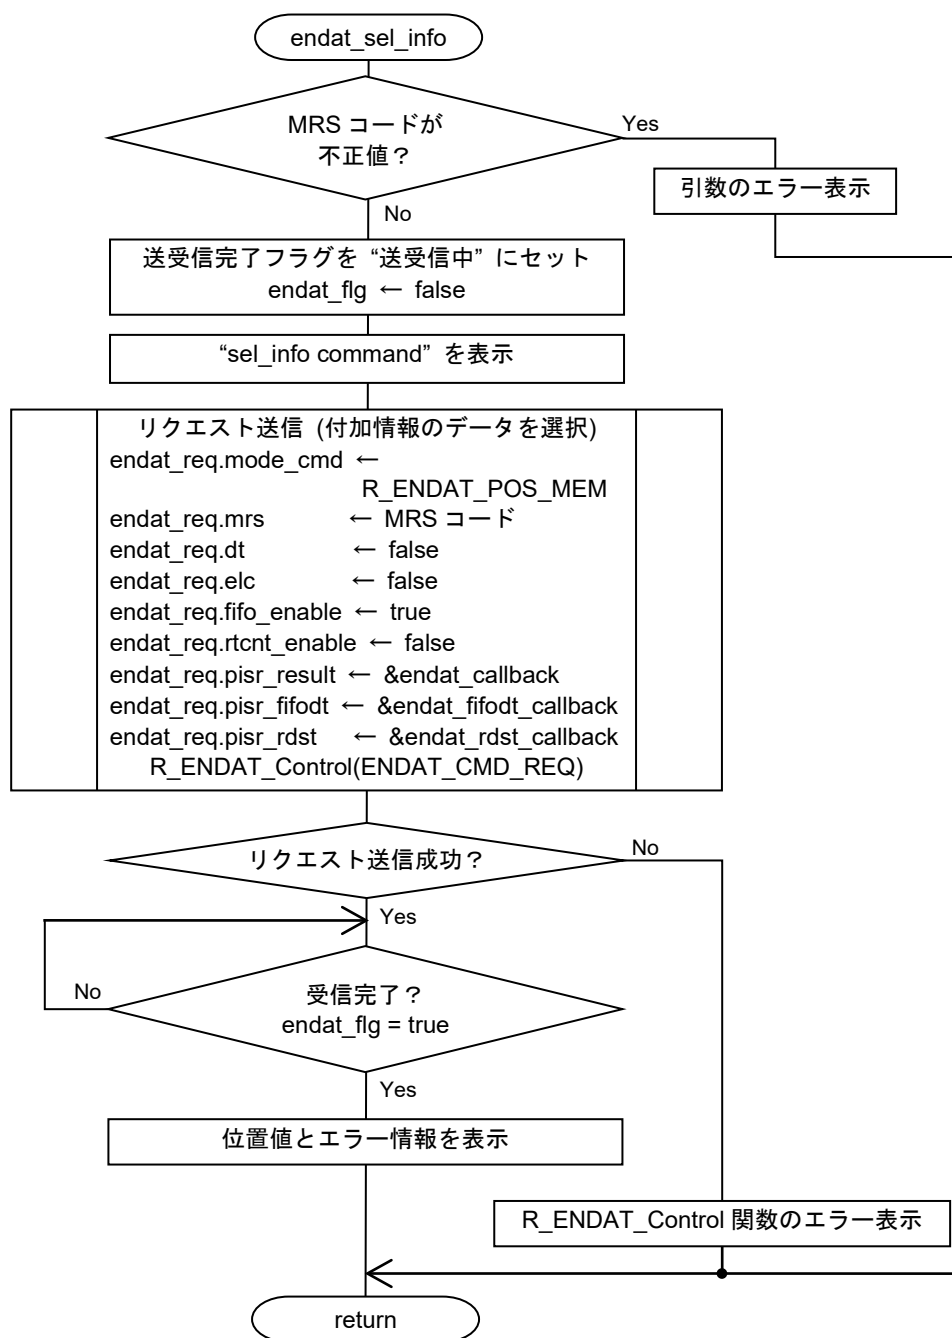 endat_sel_info
MRS コードが
不正値？
Yes
引数のエラー表示
No
送受信完了フラグを “送受信中” にセット
endat_flg ← false
“sel_info command” を表示
リクエスト送信 (付加情報のデータを選択)
endat_req.mode_cmd ←
R_ENDAT_POS_MEM
endat_req.mrs ← MRS コード
endat_req.dt ← false
endat_req.elc ← false
endat_req.fifo_enable ← true
endat_req.rtcnt_enable ← false
endat_req.pisr_result ← &endat_callback
endat_req.pisr_fifodt ← &endat_fifodt_callback
endat_req.pisr_rdst ← &endat_rdst_callback
R_ENDAT_Control(ENDAT_CMD_REQ)
リクエスト送信成功？
No
Yes
受信完了？
endat_flg = true
No
Yes
位置値とエラー情報を表示
R_ENDAT_Control 関数のエラー表示
return